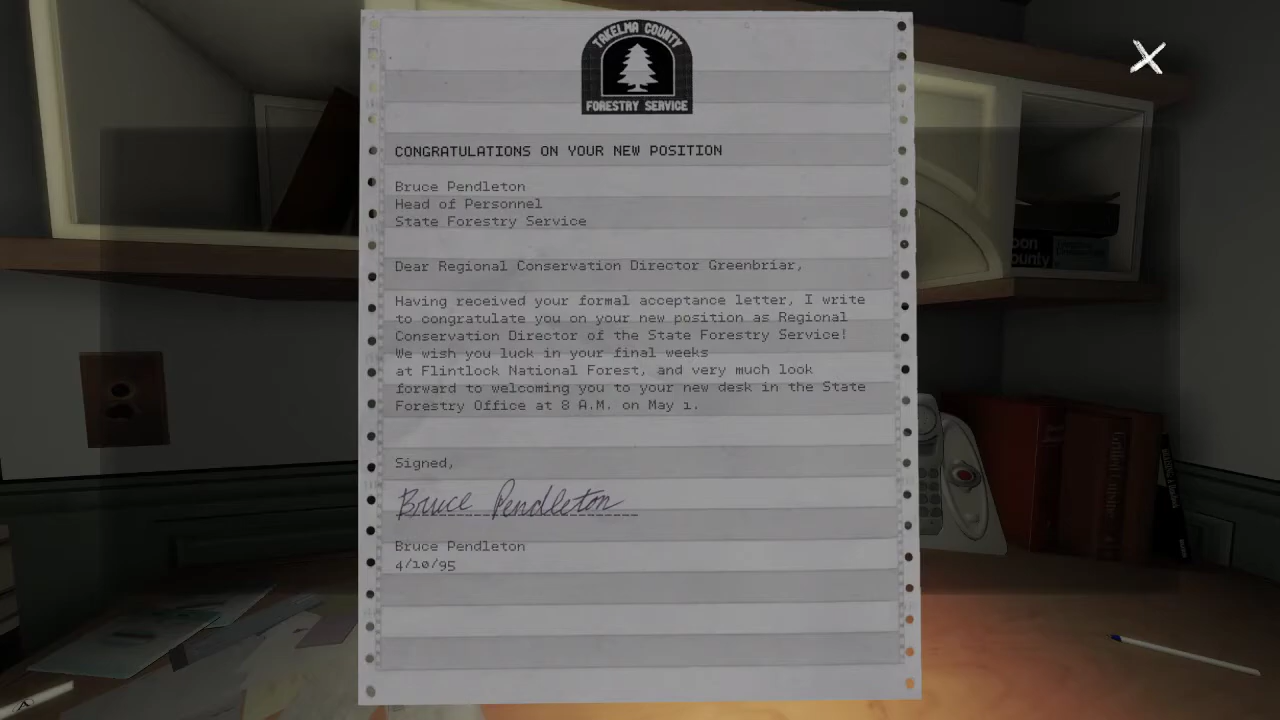 TAKELMA COUNTY
FORESTRY SERVICE
CONGRATULATIONS ON YOUR NEW POSITION
Bruce Pendleton
Head of Personnel
State Forestry Service
Dear Regional Conservation Director Greenbriar,
Having received your formal acceptance letter, I write
to congratulate you on your new position as Regional
Conservation Director of the State Forestry Service!
We wish you luck in your final weeks
at Flintlock National Forest, and very much look
forward to welcoming you to your new desk in the State
Forestry Office at 8 A.M. on May 1.
Signed,
Bruce Pendleton
Bruce Pendleton
4/10/95
County